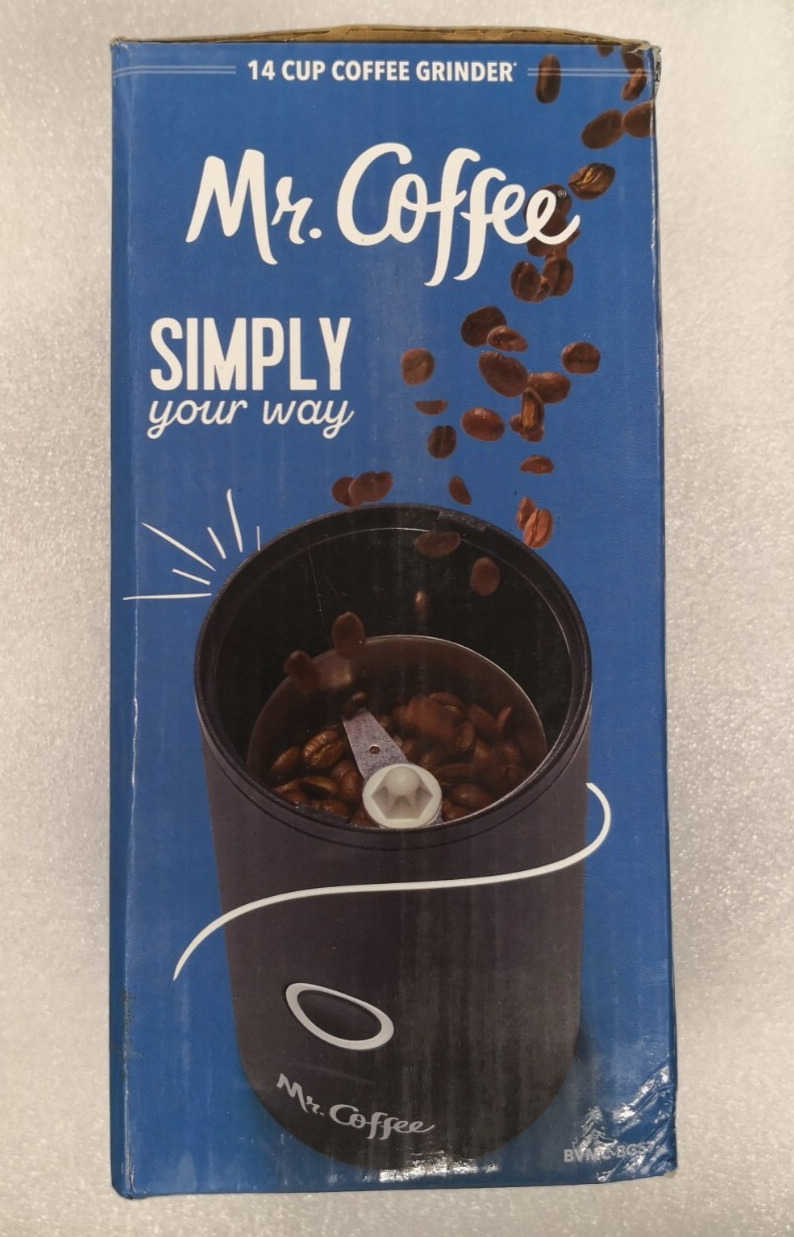 14 CUP COFFEE GRINDER*
Mr. Coffee®
SIMPLY
your way
Mr. Coffee